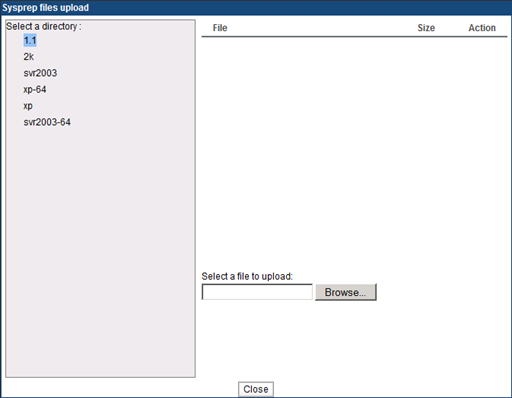 Sysprep files upload
Select a directory :
1.1
2k
svr2003
xp-64
xp
svr2003-64
File Size Action
Select a file to upload:
Browse...
Close